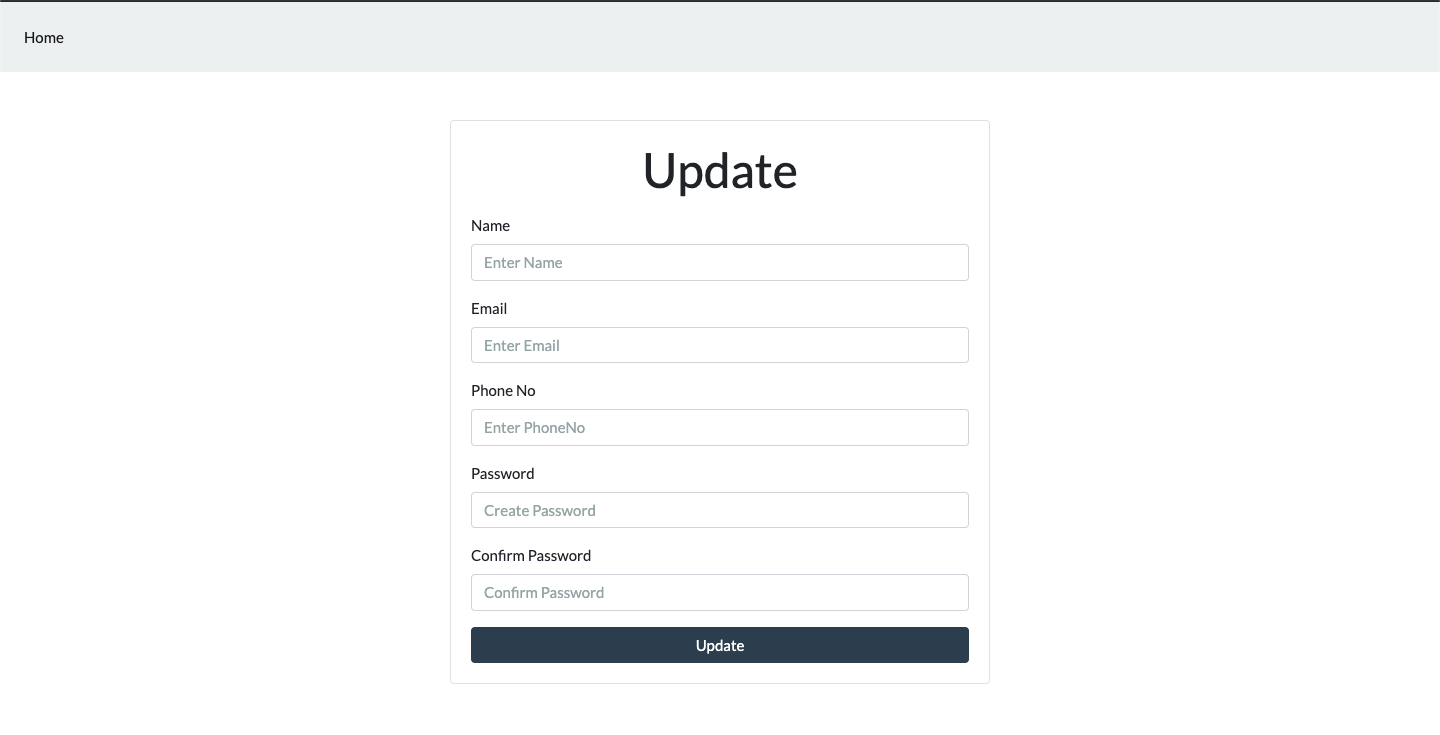 Home
Update
Name
Enter Name
Email
Enter Email
Phone No
Enter PhoneNo
Password
Create Password
Confirm Password
Confirm Password
Update